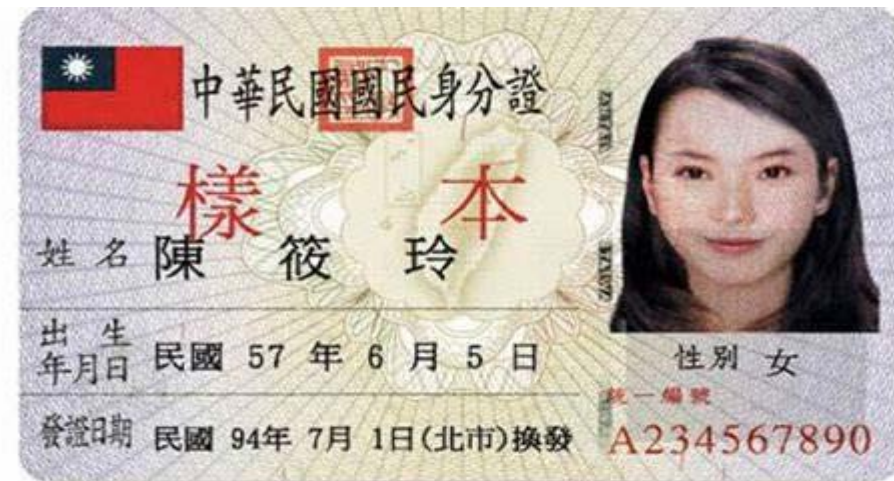 中華民國國民身分證
樣本
姓名 陳筱玲
出生年月日 民國 57 年 6 月 5 日
發證日期 民國 94年 7月 1日(北市)換發
性別 女
統一編號
A234567890